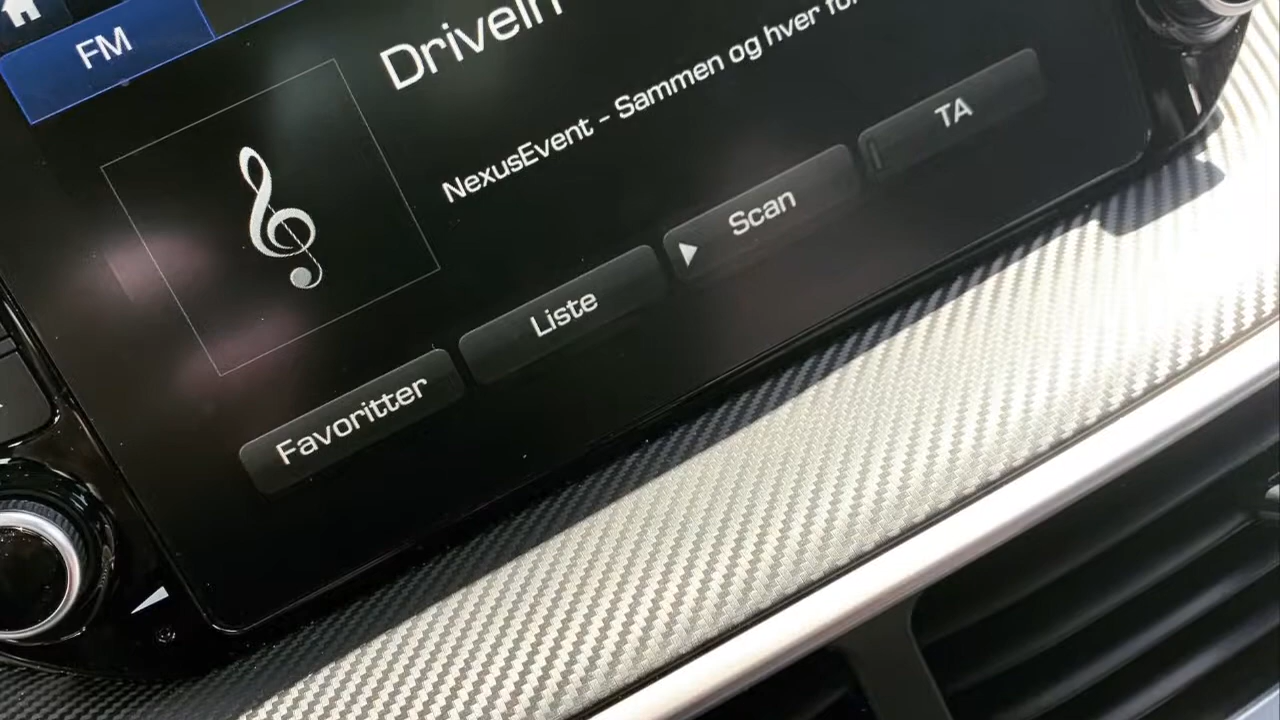 FM
DriveIn
NexusEvent - Sammen og hver for
Favoritter
Liste
Scan
TA